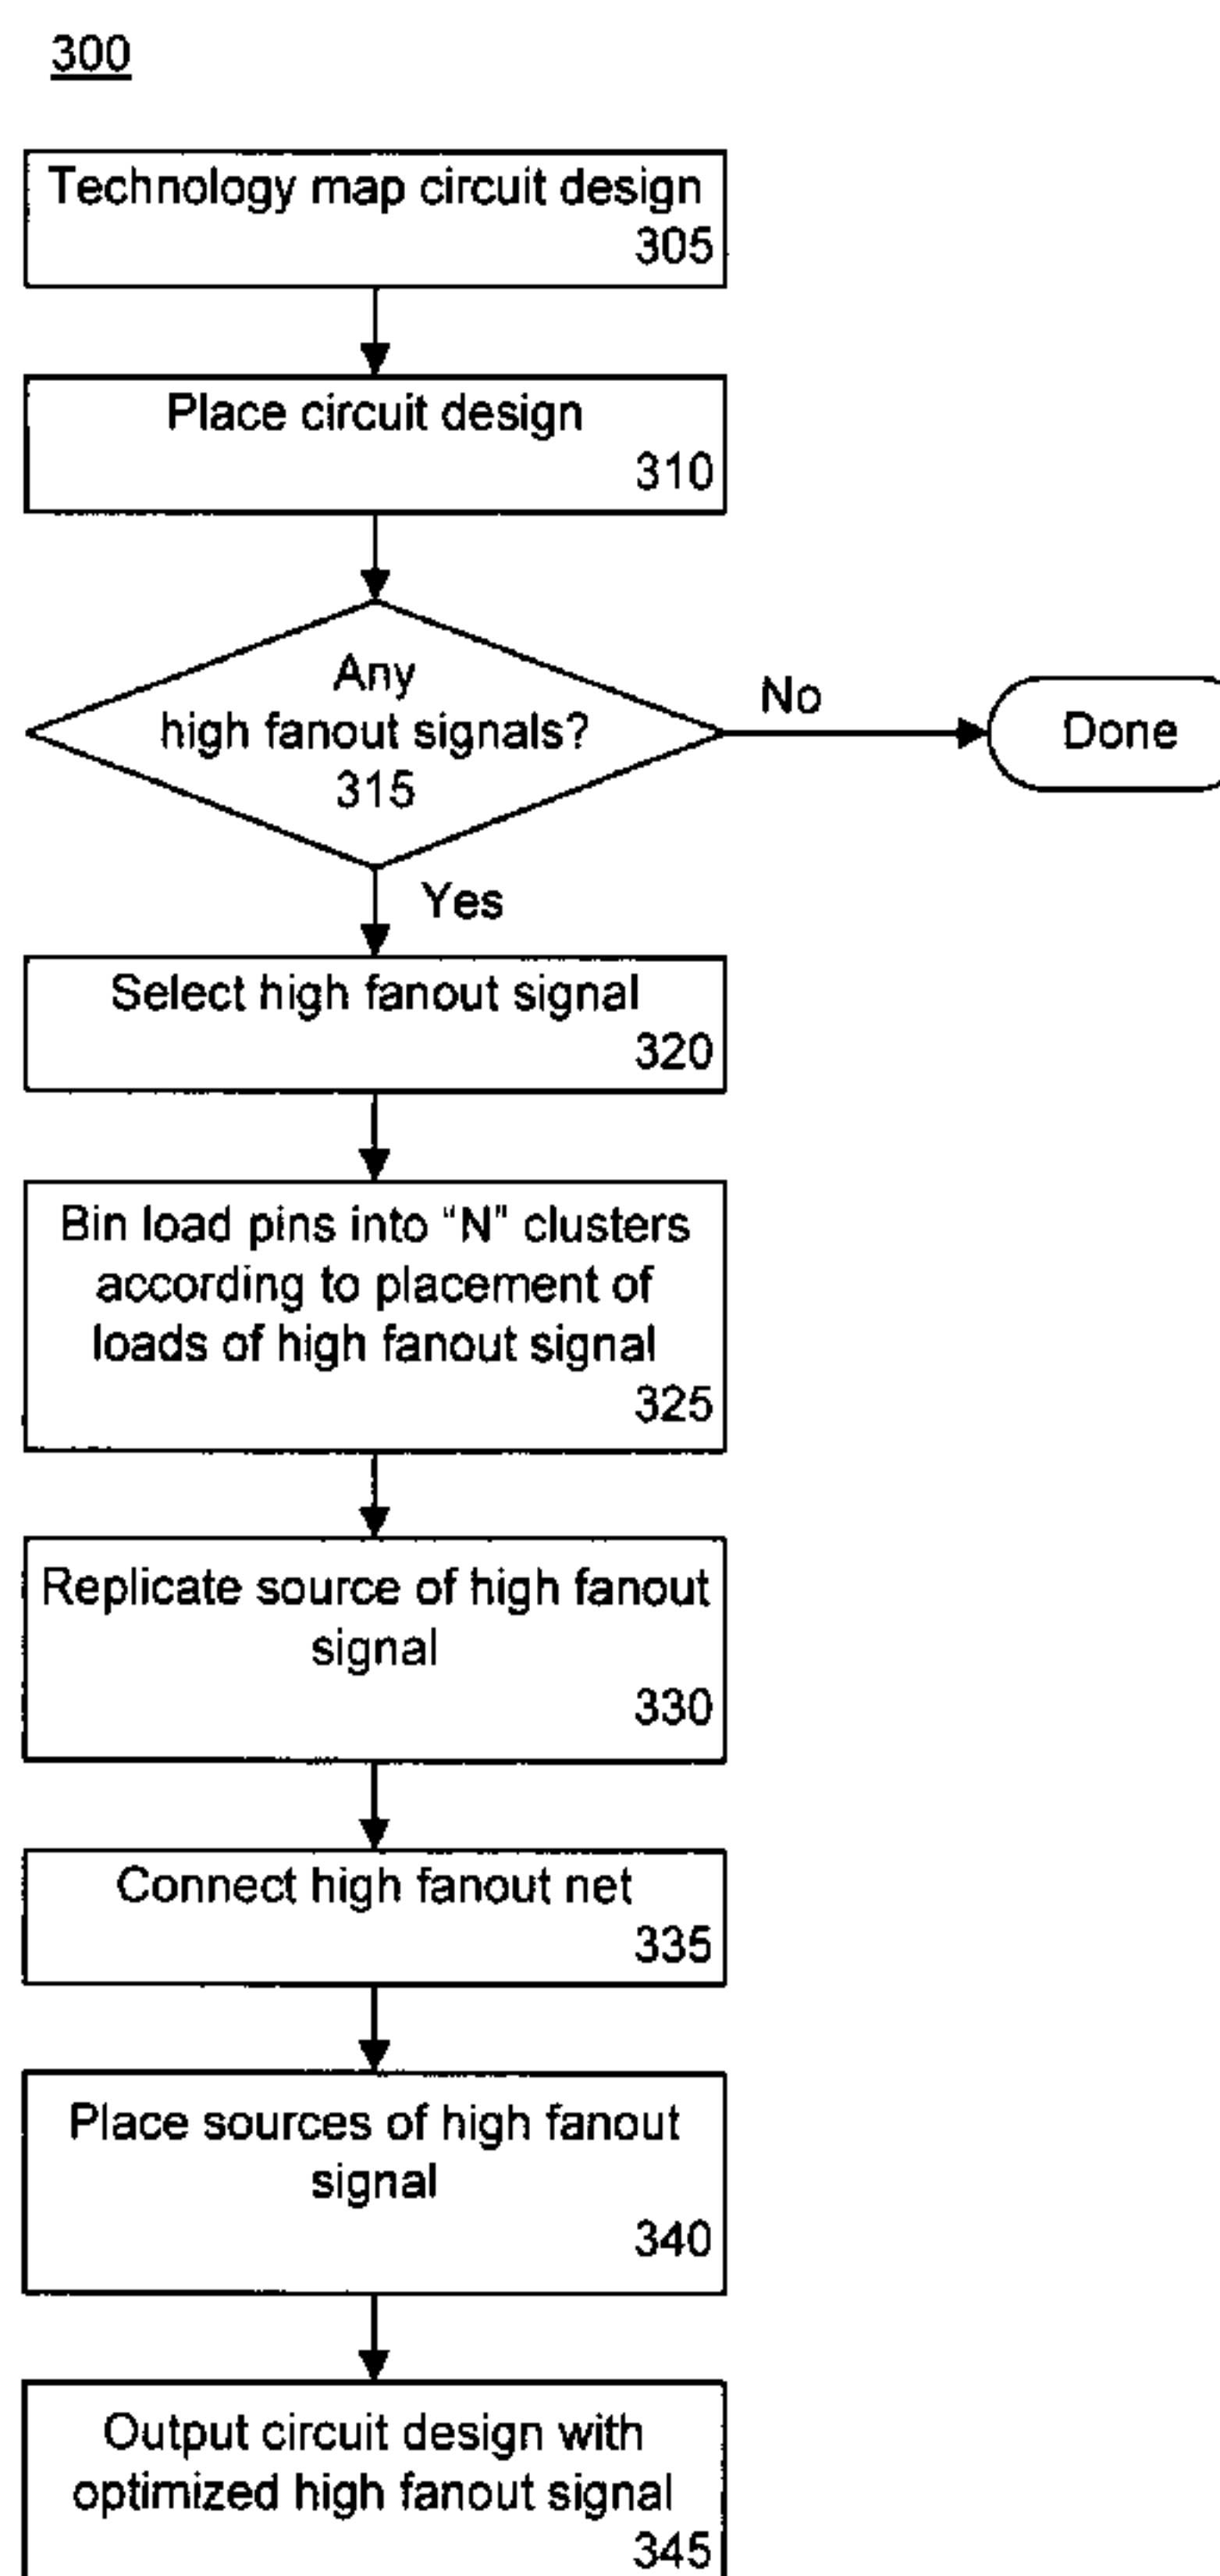 300
Technology map circuit design
305
Place circuit design
310
Any
high fanout signals?
315
No
Done
Yes
Select high fanout signal
320
Bin load pins into “N” clusters
according to placement of
loads of high fanout signal
325
Replicate source of high fanout
signal
330
Connect high fanout net
335
Place sources of high fanout
signal
340
Output circuit design with
optimized high fanout signal
345